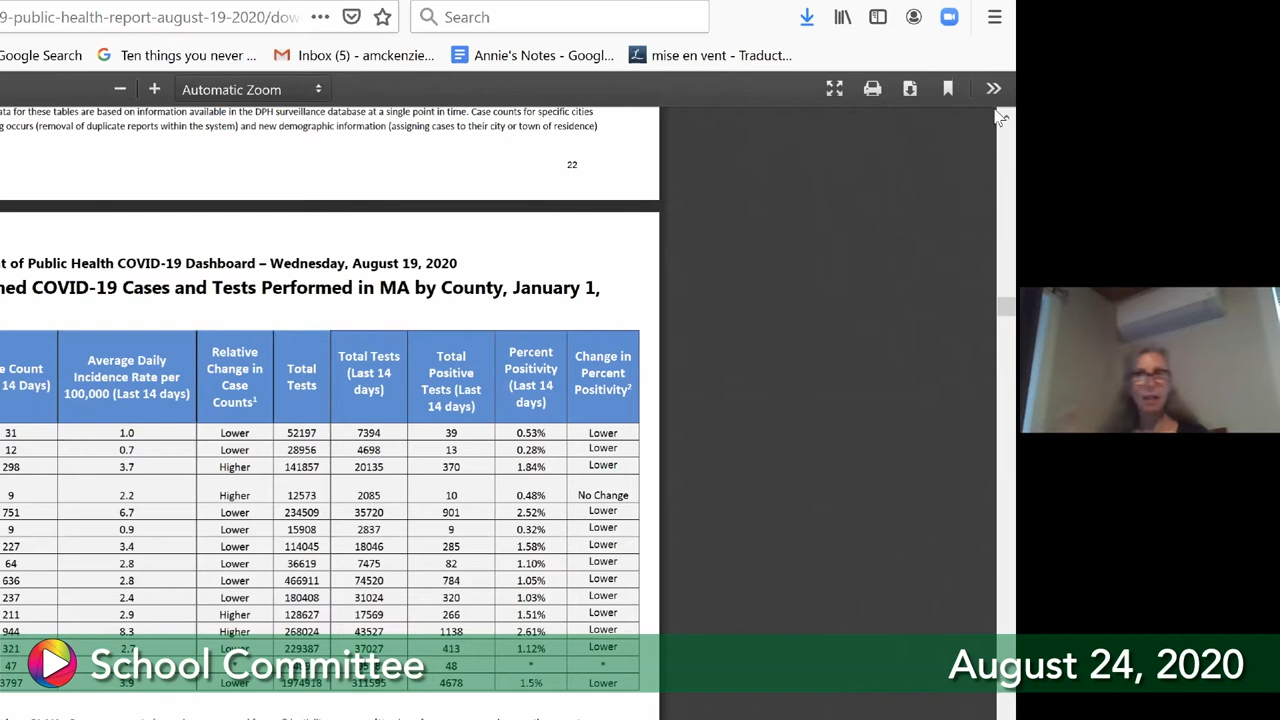 9-public-health-report-august-19-2020/dow
Search
Google Search
Ten things you never ...
Inbox (5) - amckenzie...
Annie's Notes - Googl...
mise en vent - Traduct...
Automatic Zoom
ata for these tables are based on information available in the DPH surveillance database at a single point in time. Case counts for specific cities
g occurs (removal of duplicate reports within the system) and new demographic information (assigning cases to their city or town of residence)
22
t of Public Health COVID-19 Dashboard – Wednesday, August 19, 2020
ned COVID-19 Cases and Tests Performed in MA by County, January 1,
e Count 14 Days) Average Daily Incidence Rate per 100,000 (Last 14 days) Relative Change in Case Counts1 Total Tests Total Tests (Last 14 days) Total Positive Tests (Last 14 days) Percent Positivity (Last 14 days) Change in Percent Positivity2
31 1.0 Lower 52197 7394 39 0.53% Lower
12 0.7 Lower 28956 4698 13 0.28% Lower
298 3.7 Higher 141857 20135 370 1.84% Lower
9 2.2 Higher 12573 2085 10 0.48% No Change
751 6.7 Lower 234509 35720 901 2.52% Lower
9 0.9 Lower 15908 2837 9 0.32% Lower
227 3.4 Lower 114045 18046 285 1.58% Lower
64 2.8 Lower 36619 7475 82 1.10% Lower
636 2.8 Lower 466911 74520 784 1.05% Lower
237 2.4 Lower 180408 31024 320 1.03% Lower
211 2.9 Higher 128627 17569 266 1.51% Lower
944 8.3 Higher 268024 43527 1138 2.61% Lower
321 2.7 Lower 229387 37027 413 1.12% Lower
47 * 48 * *
3797 3.9 Lower 1974918 311595 4678 1.5% Lower
School Committee
August 24, 2020